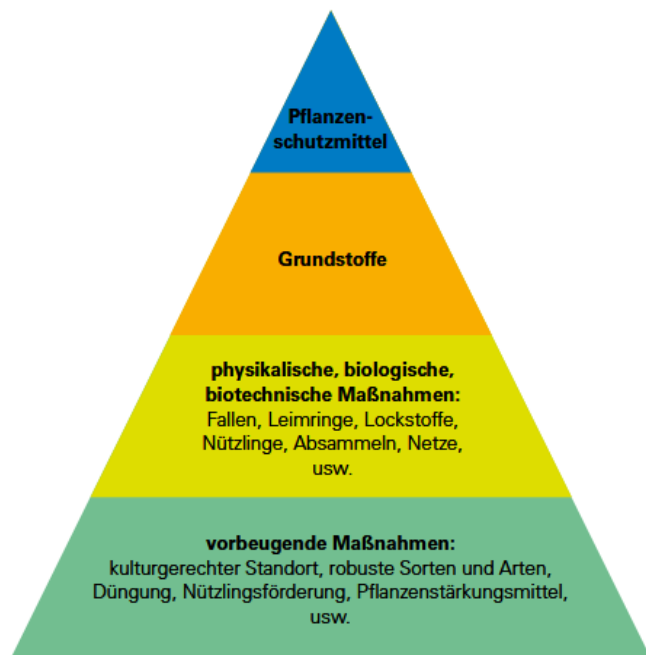 Pflanzen-
schutzmittel
Grundstoffe
physikalische, biologische,
biotechnische Maßnahmen:
Fallen, Leimringe, Lockstoffe,
Nützlinge, Absammeln, Netze,
usw.
vorbeugende Maßnahmen:
kulturgerechter Standort, robuste Sorten und Arten,
Düngung, Nützlingsförderung, Pflanzenstärkungsmittel,
usw.